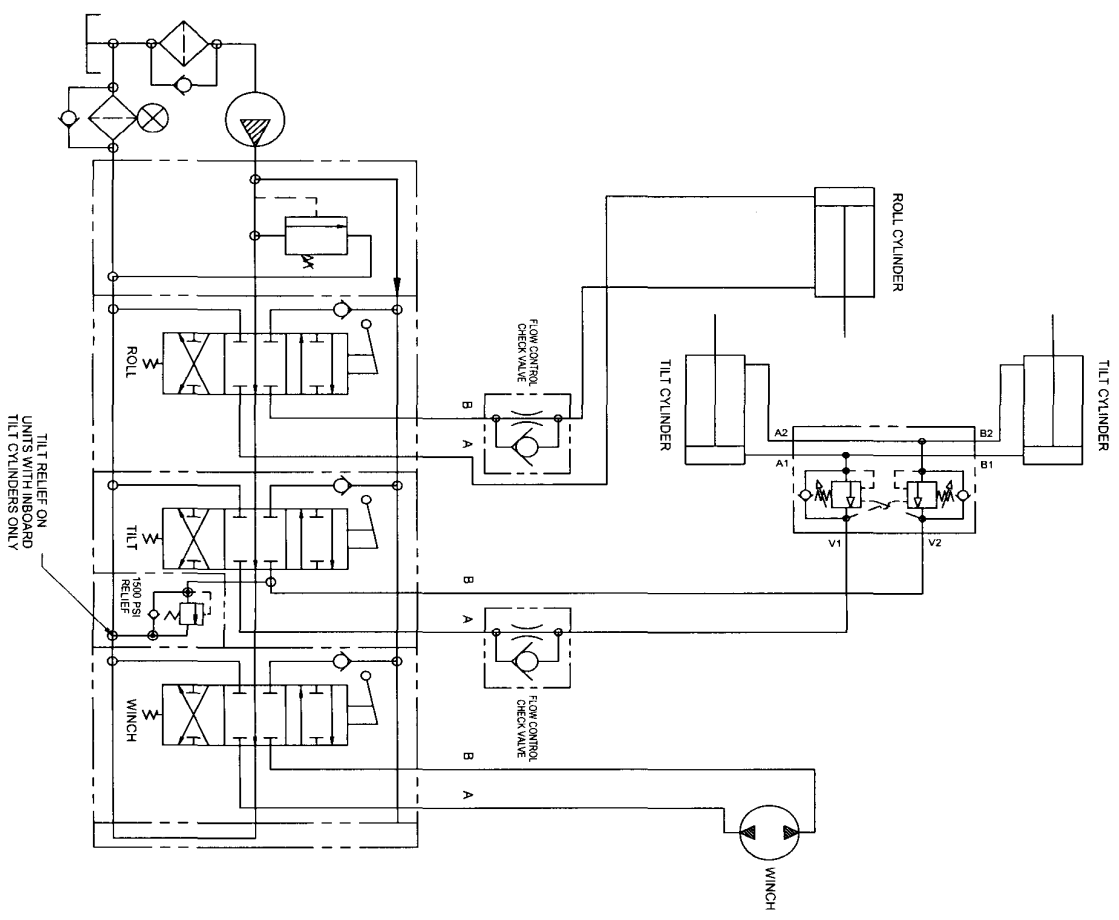 ROLL CYLINDER
TILT CYLINDER
TILT CYLINDER
A2
B2
A1
B1
V1
V2
FLOW CONTROL
CHECK VALVE
B
A
ROLL
TILT
B
A
FLOW CONTROL
CHECK VALVE
1500 PSI
RELIEF
TILT RELIEF ON
UNITS WITH INBOARD
TILT CYLINDERS ONLY
WINCH
B
A
WINCH